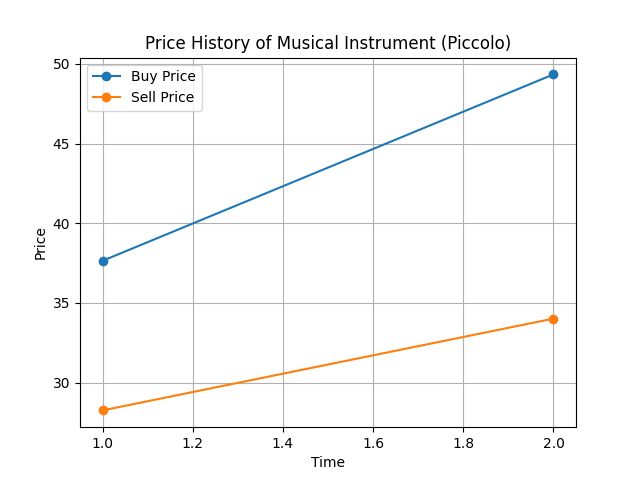 Price History of Musical Instrument (Piccolo)
Buy Price
Sell Price
50
45
40
35
30
Price
1.0 1.2 1.4 1.6 1.8 2.0
Time